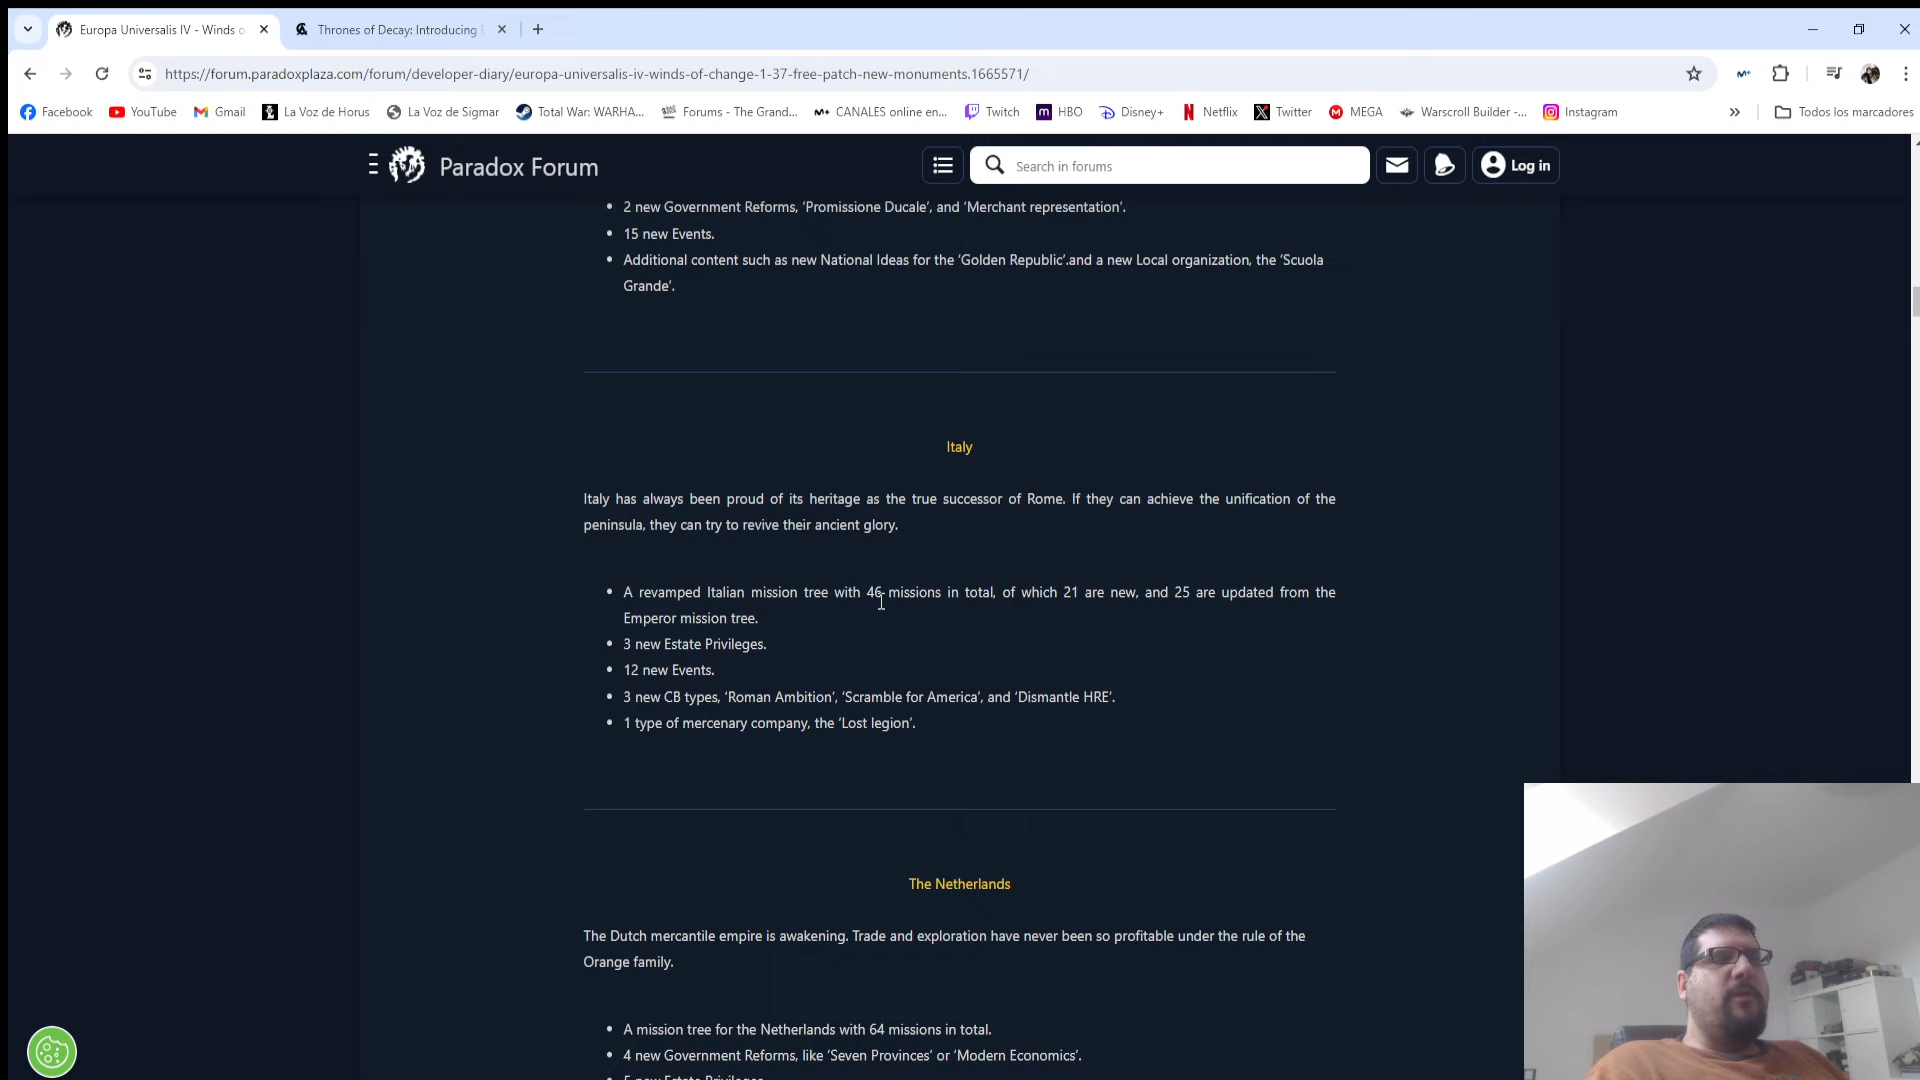 Europa Universalis IV - Winds o
Thrones of Decay: Introducing E
https://forum.paradoxplaza.com/forum/developer-diary/europa-universalis-iv-winds-of-change-1-37-free-patch-new-monuments.1665571/
Facebook YouTube Gmail La Voz de Horus La Voz de Sigmar Total War: WARHA... Forums - The Grand... CANALES online en... Twitch HBO Disney+ Netflix Twitter MEGA Warscroll Builder -... Instagram » Todos los marcadores
Paradox Forum Search in forums Log in
• 2 new Government Reforms, ‘Promissione Ducale’, and ‘Merchant representation’.
• 15 new Events.
• Additional content such as new National Ideas for the ‘Golden Republic’.and a new Local organization, the ‘Scuola
Grande’.
Italy
Italy has always been proud of its heritage as the true successor of Rome. If they can achieve the unification of the
peninsula, they can try to revive their ancient glory.
• A revamped Italian mission tree with 46 missions in total, of which 21 are new, and 25 are updated from the
Emperor mission tree.
• 3 new Estate Privileges.
• 12 new Events.
• 3 new CB types, ‘Roman Ambition’, ‘Scramble for America’, and ‘Dismantle HRE’.
• 1 type of mercenary company, the ‘Lost legion’.
The Netherlands
The Dutch mercantile empire is awakening. Trade and exploration have never been so profitable under the rule of the
Orange family.
• A mission tree for the Netherlands with 64 missions in total.
• 4 new Government Reforms, like ‘Seven Provinces’ or ‘Modern Economics’.
• 5 new Estate Privileges.